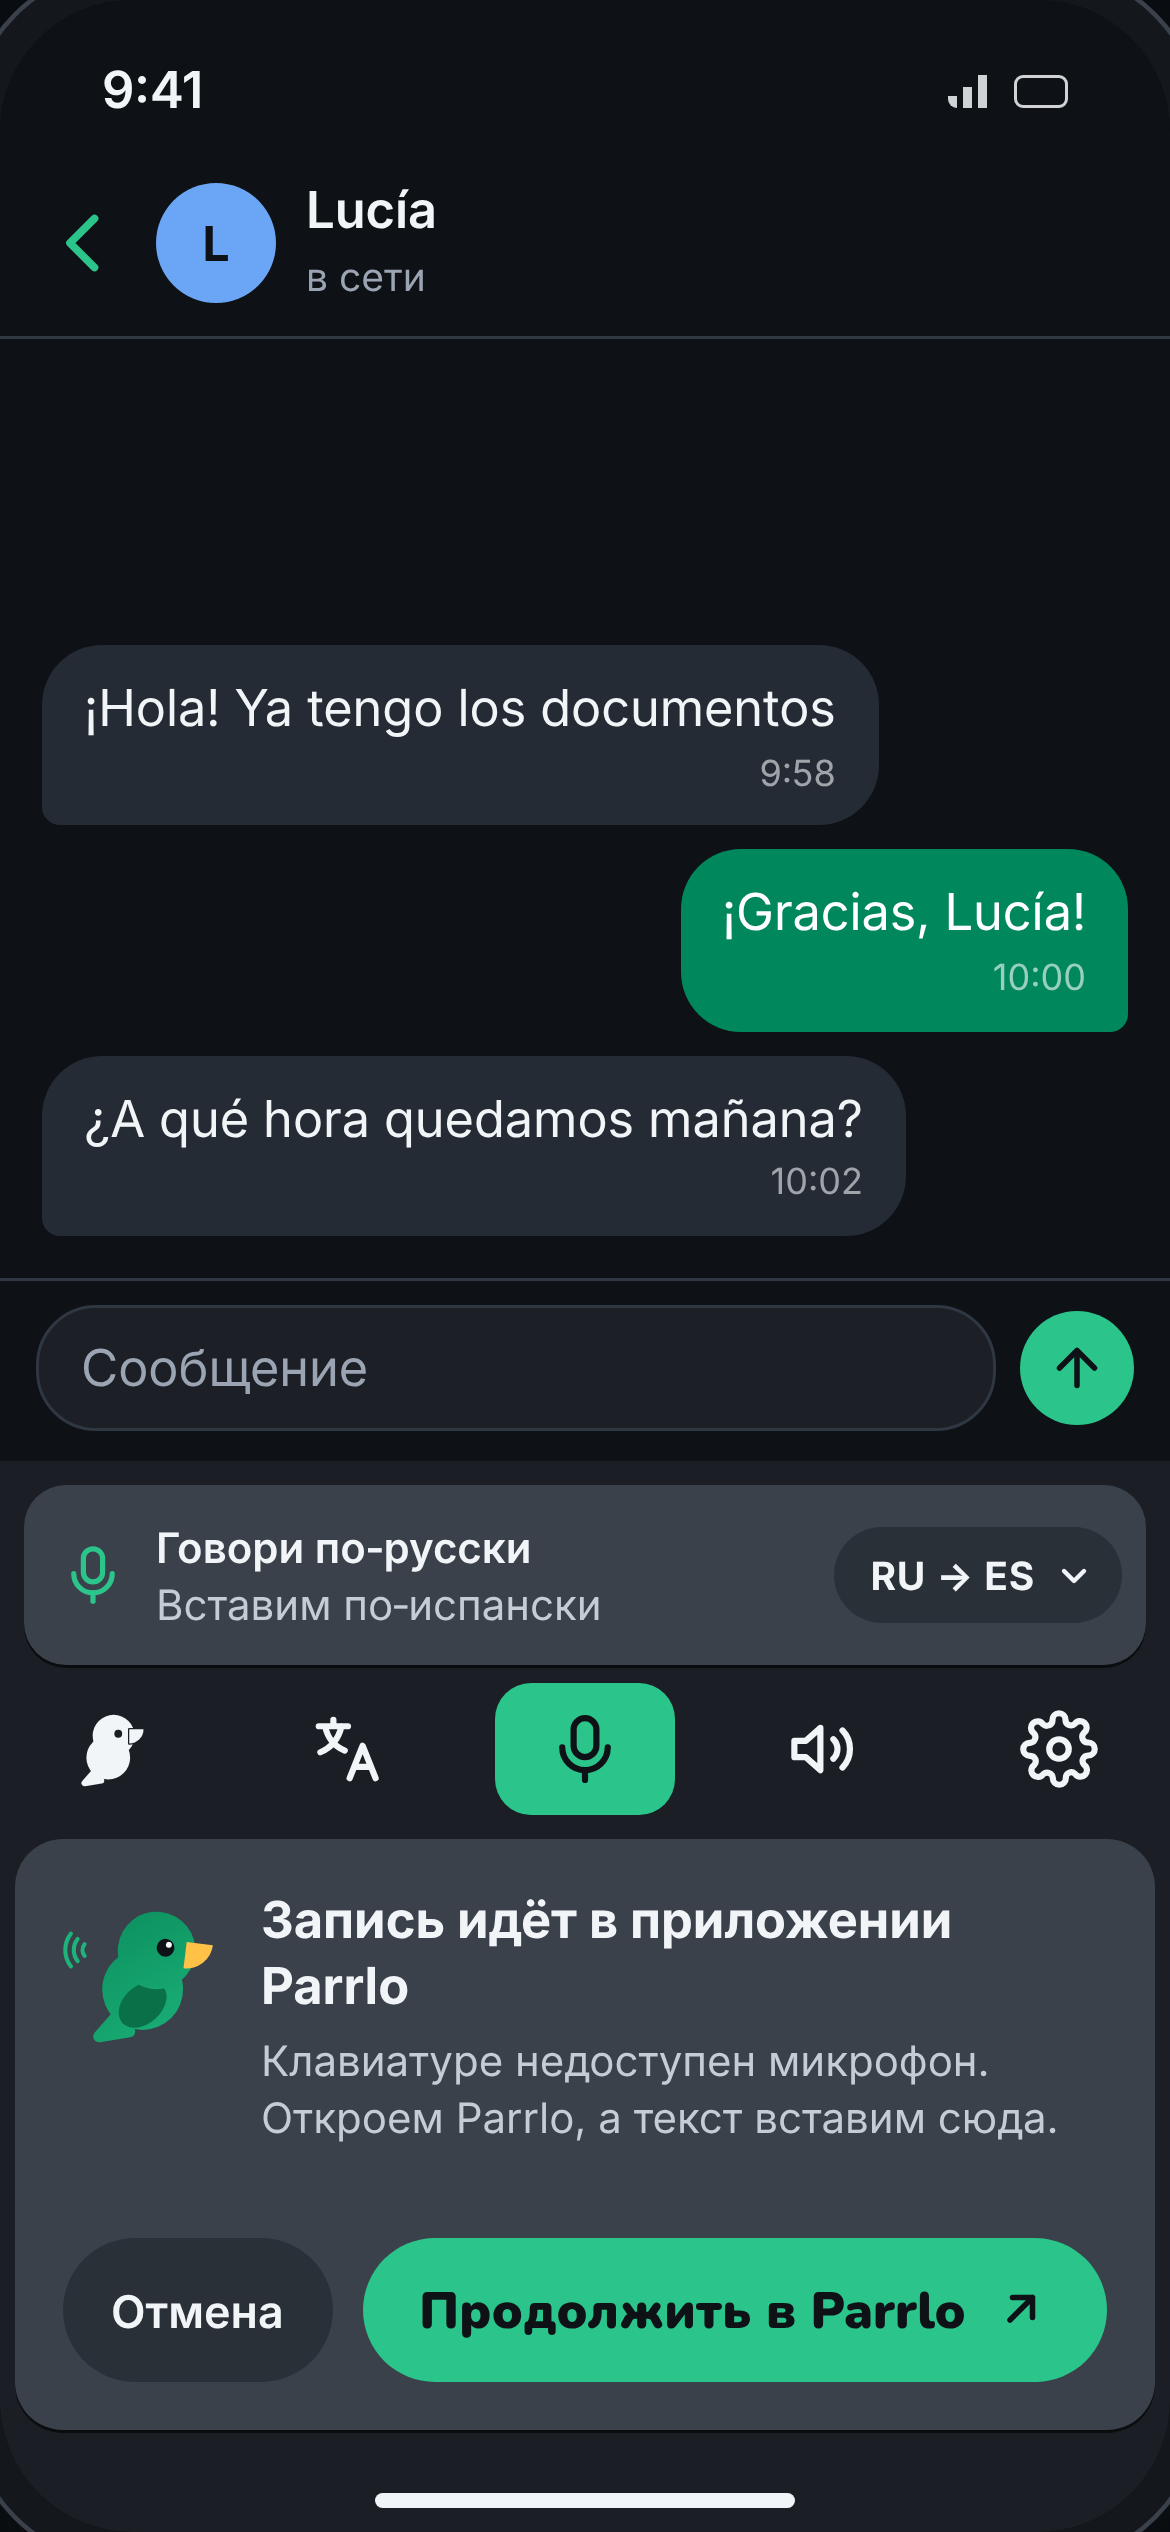 9:41
L
Lucía
в сети
¡Hola! Ya tengo los documentos
9:58
¡Gracias, Lucía!
10:00
¿A qué hora quedamos mañana?
10:02
Сообщение
Говори по-русски
Вставим по-испански
RU → ES
Запись идёт в приложении
Parrlo
Клавиатуре недоступен микрофон.
Откроем Parrlo, а текст вставим сюда.
Отмена
Продолжить в Parrlo